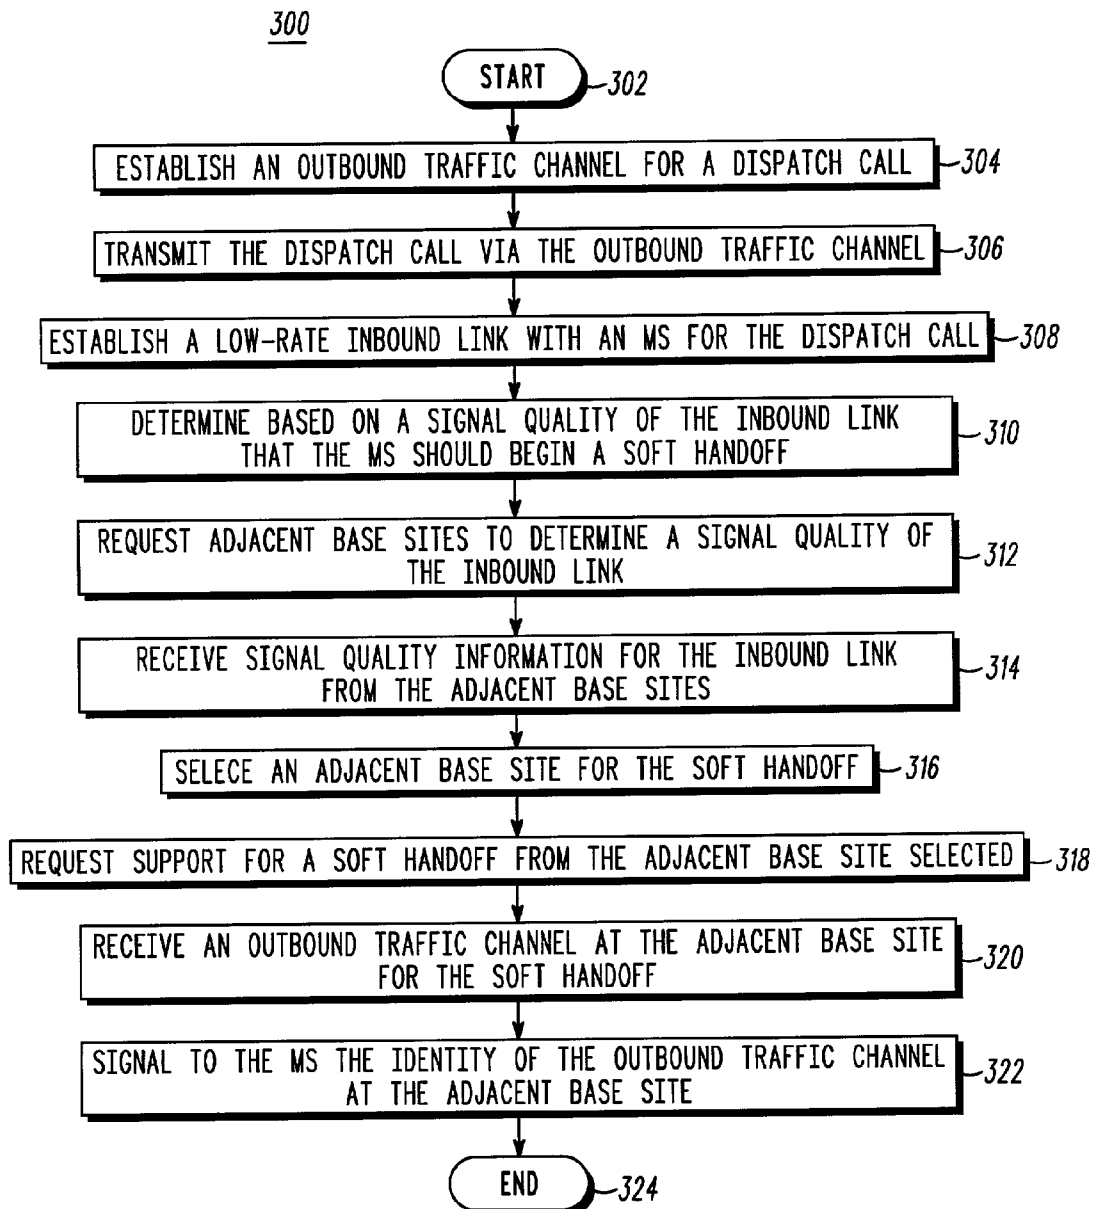 300
START
302
ESTABLISH AN OUTBOUND TRAFFIC CHANNEL FOR A DISPATCH CALL
304
TRANSMIT THE DISPATCH CALL VIA THE OUTBOUND TRAFFIC CHANNEL
306
ESTABLISH A LOW-RATE INBOUND LINK WITH AN MS FOR THE DISPATCH CALL
308
DETERMINE BASED ON A SIGNAL QUALITY OF THE INBOUND LINK
THAT THE MS SHOULD BEGIN A SOFT HANDOFF
310
REQUEST ADJACENT BASE SITES TO DETERMINE A SIGNAL QUALITY OF
THE INBOUND LINK
312
RECEIVE SIGNAL QUALITY INFORMATION FOR THE INBOUND LINK
FROM THE ADJACENT BASE SITES
314
SELECE AN ADJACENT BASE SITE FOR THE SOFT HANDOFF
316
REQUEST SUPPORT FOR A SOFT HANDOFF FROM THE ADJACENT BASE SITE SELECTED
318
RECEIVE AN OUTBOUND TRAFFIC CHANNEL AT THE ADJACENT BASE SITE
FOR THE SOFT HANDOFF
320
SIGNAL TO THE MS THE IDENTITY OF THE OUTBOUND TRAFFIC CHANNEL
AT THE ADJACENT BASE SITE
322
END
324